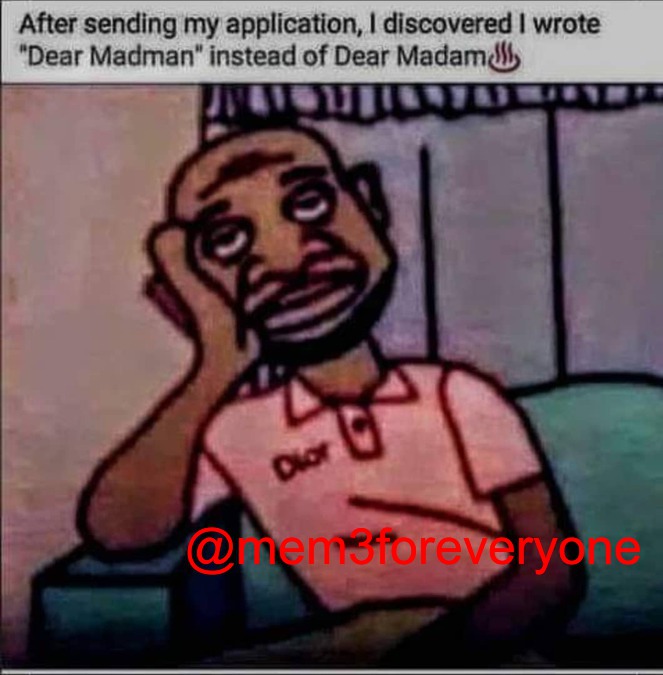 After sending my application, I discovered I wrote
"Dear Madman" instead of Dear Madam♨
Dior
@mem3foreveryone